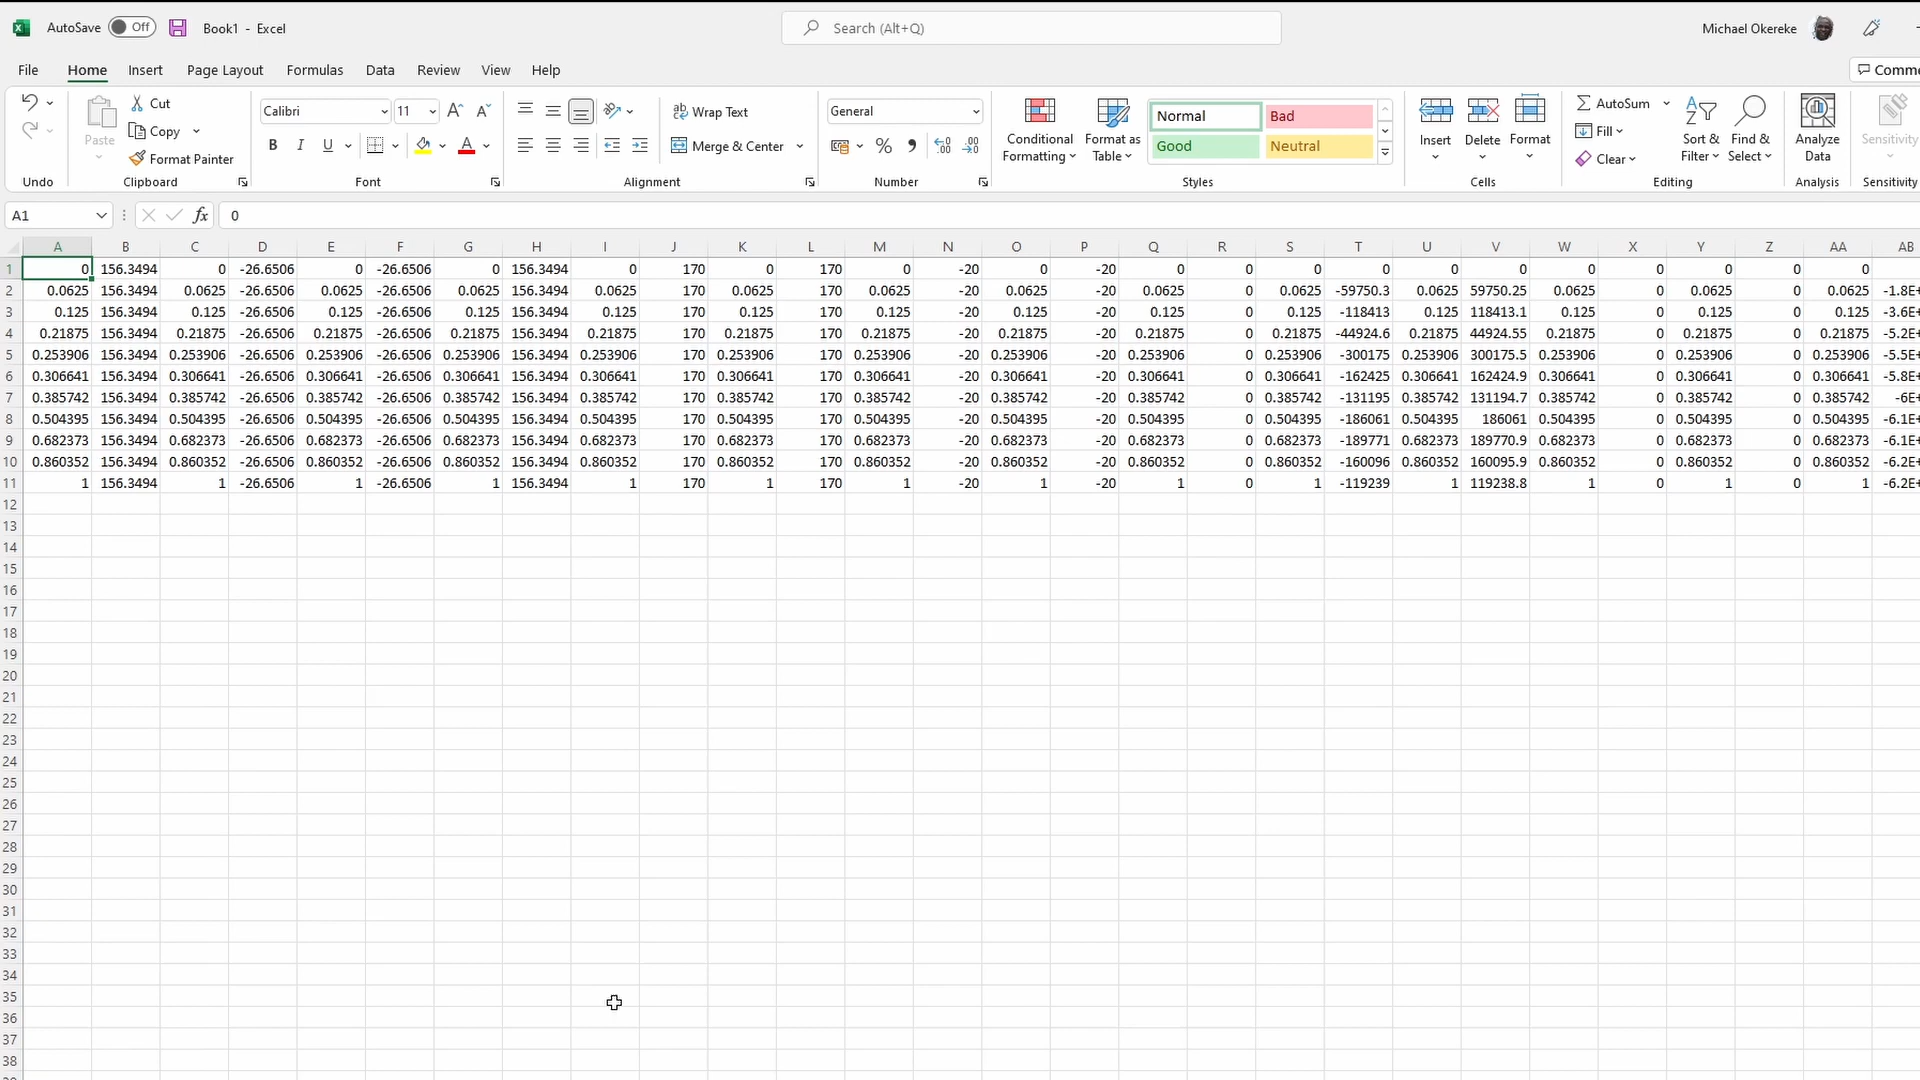 AutoSave Off Book1 - Excel Search (Alt+Q) Michael Okereke
File Home Insert Page Layout Formulas Data Review View Help Comme
Calibri 11 Wrap Text General Normal Bad AutoSum
Cut
Copy
Paste Format Painter
B I U Merge & Center % Good Neutral
Conditional Formatting Format as Table Insert Delete Format Fill Clear Sort & Filter Find & Select Analyze Data Sensitivity
Undo Clipboard Font Alignment Number Styles Cells Editing Analysis Sensitivity
A1 fx 0
A B C D E F G H I J K L M N O P Q R S T U V W X Y Z AA AB
1 0 156.3494 0 -26.6506 0 -26.6506 0 156.3494 0 170 0 170 0 -20 0 -20 0 0 0 0 0 0 0 0 0 0 0
2 0.0625 156.3494 0.0625 -26.6506 0.0625 -26.6506 0.0625 156.3494 0.0625 170 0.0625 170 0.0625 -20 0.0625 -20 0.0625 0 0.0625 -59750.3 0.0625 59750.25 0.0625 0 0.0625 0 0.0625 -1.8E+
3 0.125 156.3494 0.125 -26.6506 0.125 -26.6506 0.125 156.3494 0.125 170 0.125 170 0.125 -20 0.125 -20 0.125 0 0.125 -118413 0.125 118413.1 0.125 0 0.125 0 0.125 -3.6E+
4 0.21875 156.3494 0.21875 -26.6506 0.21875 -26.6506 0.21875 156.3494 0.21875 170 0.21875 170 0.21875 -20 0.21875 -20 0.21875 0 0.21875 -44924.6 0.21875 44924.55 0.21875 0 0.21875 0 0.21875 -5.2E+
5 0.253906 156.3494 0.253906 -26.6506 0.253906 -26.6506 0.253906 156.3494 0.253906 170 0.253906 170 0.253906 -20 0.253906 -20 0.253906 0 0.253906 -300175 0.253906 300175.5 0.253906 0 0.253906 0 0.253906 -5.5E+
6 0.306641 156.3494 0.306641 -26.6506 0.306641 -26.6506 0.306641 156.3494 0.306641 170 0.306641 170 0.306641 -20 0.306641 -20 0.306641 0 0.306641 -162425 0.306641 162424.9 0.306641 0 0.306641 0 0.306641 -5.8E+
7 0.385742 156.3494 0.385742 -26.6506 0.385742 -26.6506 0.385742 156.3494 0.385742 170 0.385742 170 0.385742 -20 0.385742 -20 0.385742 0 0.385742 -131195 0.385742 131194.7 0.385742 0 0.385742 0 0.385742 -6E+
8 0.504395 156.3494 0.504395 -26.6506 0.504395 -26.6506 0.504395 156.3494 0.504395 170 0.504395 170 0.504395 -20 0.504395 -20 0.504395 0 0.504395 -186061 0.504395 186061 0.504395 0 0.504395 0 0.504395 -6.1E+
9 0.682373 156.3494 0.682373 -26.6506 0.682373 -26.6506 0.682373 156.3494 0.682373 170 0.682373 170 0.682373 -20 0.682373 -20 0.682373 0 0.682373 -189771 0.682373 189770.9 0.682373 0 0.682373 0 0.682373 -6.1E+
10 0.860352 156.3494 0.860352 -26.6506 0.860352 -26.6506 0.860352 156.3494 0.860352 170 0.860352 170 0.860352 -20 0.860352 -20 0.860352 0 0.860352 -160096 0.860352 160095.9 0.860352 0 0.860352 0 0.860352 -6.2E+
11 1 156.3494 1 -26.6506 1 -26.6506 1 156.3494 1 170 1 170 1 -20 1 -20 1 0 1 -119239 1 119238.8 1 0 1 0 1 -6.2E+
12
13
14
15
16
17
18
19
20
21
22
23
24
25
26
27
28
29
30
31
32
33
34
35
36
37
38